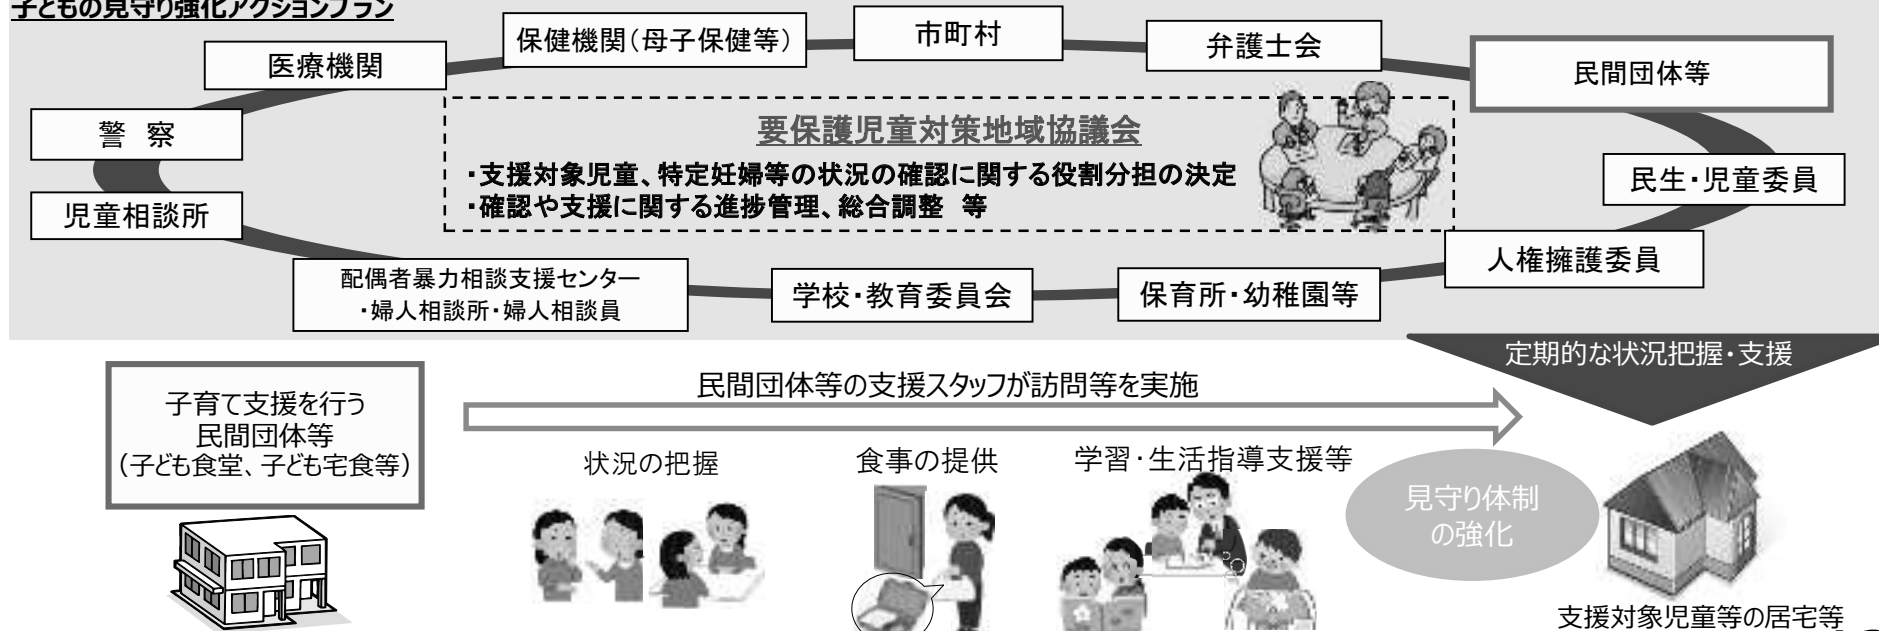 子どもの見守り強化アクションプラン
保健機関(母子保健等)
市町村
弁護士会
医療機関
民間団体等
警　察
要保護児童対策地域協議会
・支援対象児童、特定妊婦等の状況の確認に関する役割分担の決定
・確認や支援に関する進捗管理、総合調整　等
民生・児童委員
児童相談所
人権擁護委員
配偶者暴力相談支援センター
・婦人相談所・婦人相談員
学校・教育委員会
保育所・幼稚園等
定期的な状況把握・支援
子育て支援を行う
民間団体等
(子ども食堂、子ども宅食等)
民間団体等の支援スタッフが訪問等を実施
状況の把握
食事の提供
学習・生活指導支援等
見守り体制
の強化
支援対象児童等の居宅等